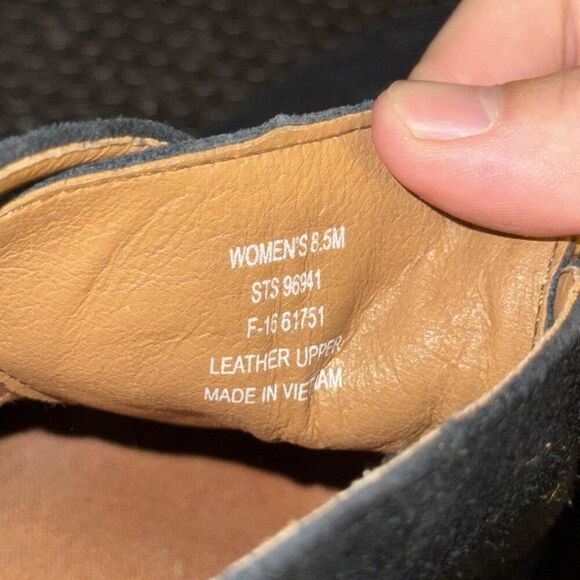 WOMEN'S 8.5M
STS 96941
F-16 61751
LEATHER UPPER
MADE IN VIETNAM